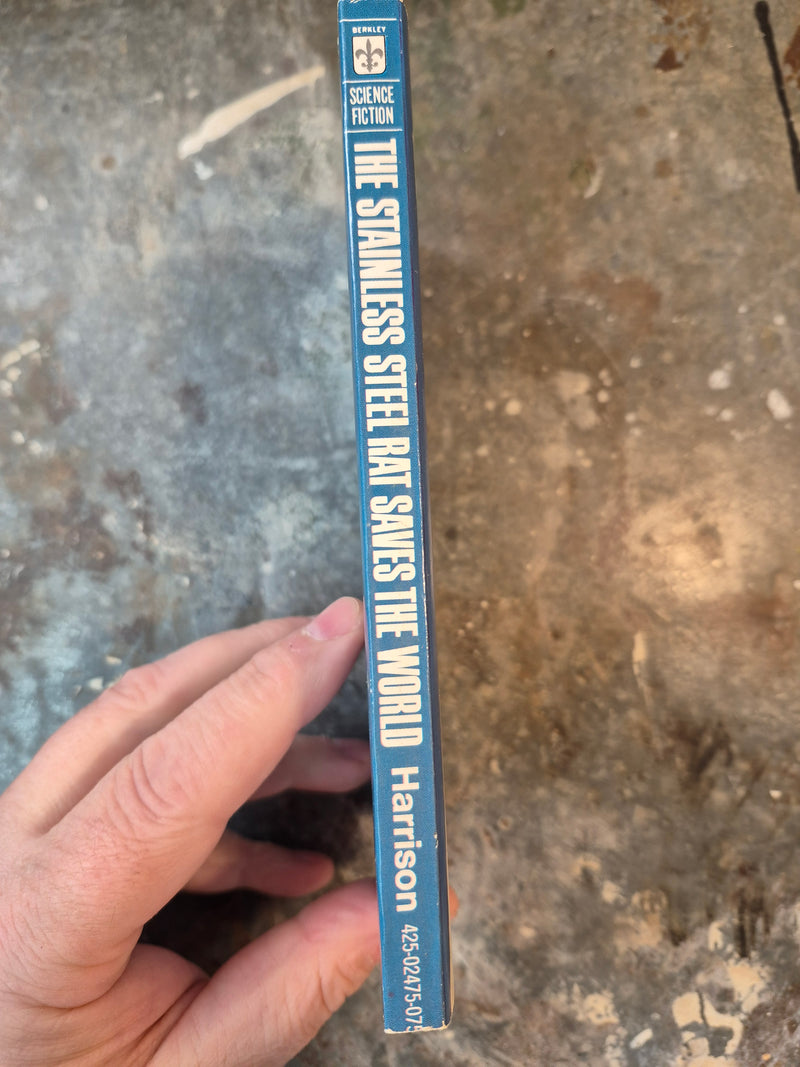 BERKLEY
SCIENCE
FICTION
THE STAINLESS STEEL RAT SAVES THE WORLD Harrison 425-02475-075